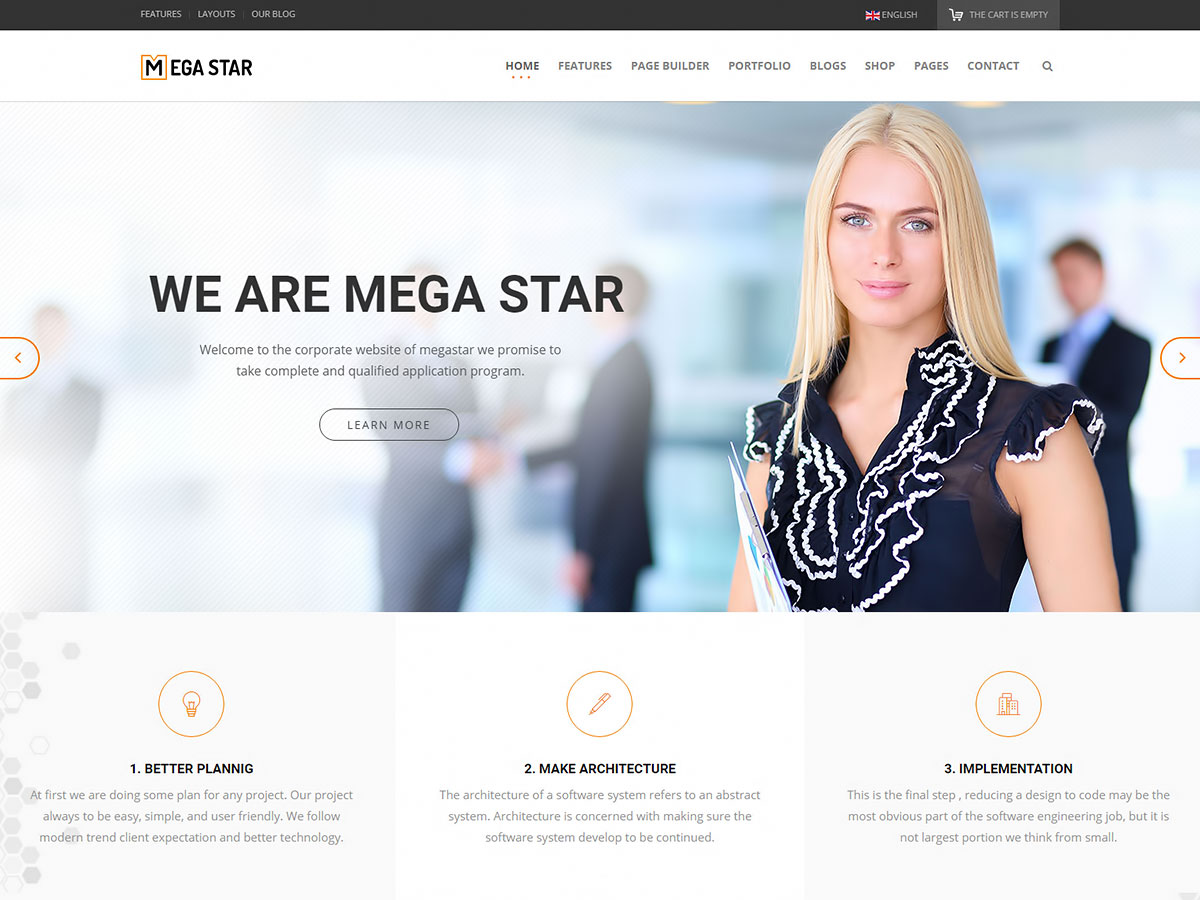 FEATURES LAYOUTS OUR BLOG ENGLISH THE CART IS EMPTY
MEGA STAR HOME FEATURES PAGE BUILDER PORTFOLIO BLOGS SHOP PAGES CONTACT
WE ARE MEGA STAR
Welcome to the corporate website of megastar we promise to
take complete and qualified application program.
LEARN MORE
1. BETTER PLANNIG
At first we are doing some plan for any project. Our project
always to be easy, simple, and user friendly. We follow
modern trend client expectation and better technology.
2. MAKE ARCHITECTURE
The architecture of a software system refers to an abstract
system. Architecture is concerned with making sure the
software system develop to be continued.
3. IMPLEMENTATION
This is the final step , reducing a design to code may be the
most obvious part of the software engineering job, but it is
not largest portion we think from small.